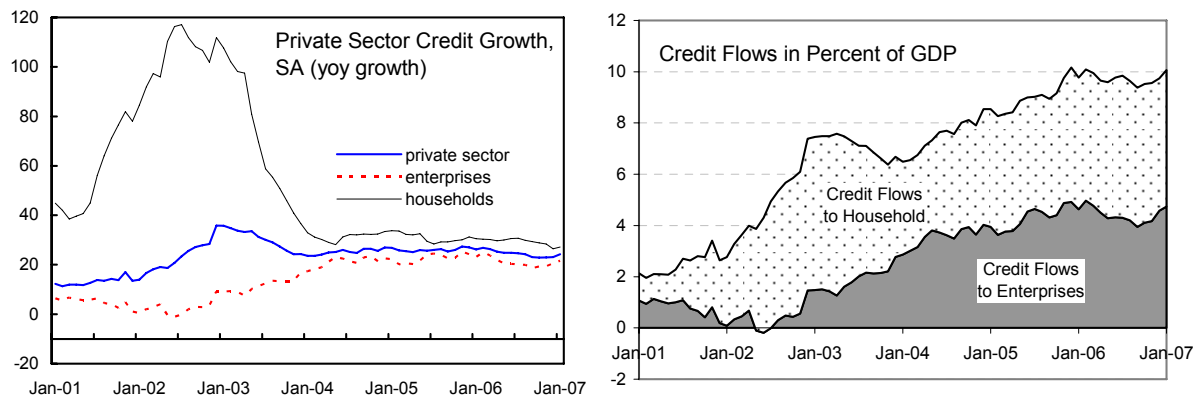 Private Sector Credit Growth,
SA (yoy growth)
120
100
80
60
40
20
0
-20
private sector
enterprises
households
Jan-01 Jan-02 Jan-03 Jan-04 Jan-05 Jan-06 Jan-07
Credit Flows in Percent of GDP
12
10
8
6
4
2
0
-2
Credit Flows
to Household
Credit Flows
to Enterprises
Jan-01 Jan-02 Jan-03 Jan-04 Jan-05 Jan-06 Jan-07